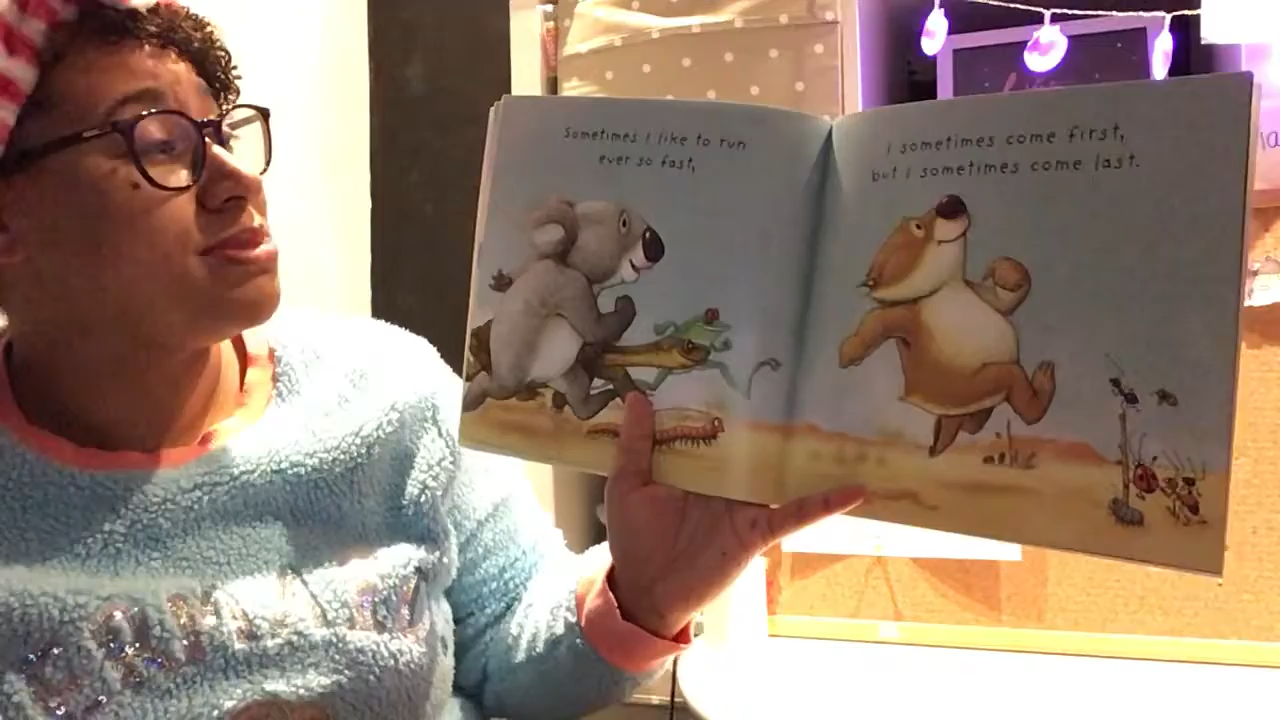 Sometimes I like to run
ever so fast,
I sometimes come first,
but I sometimes come last.